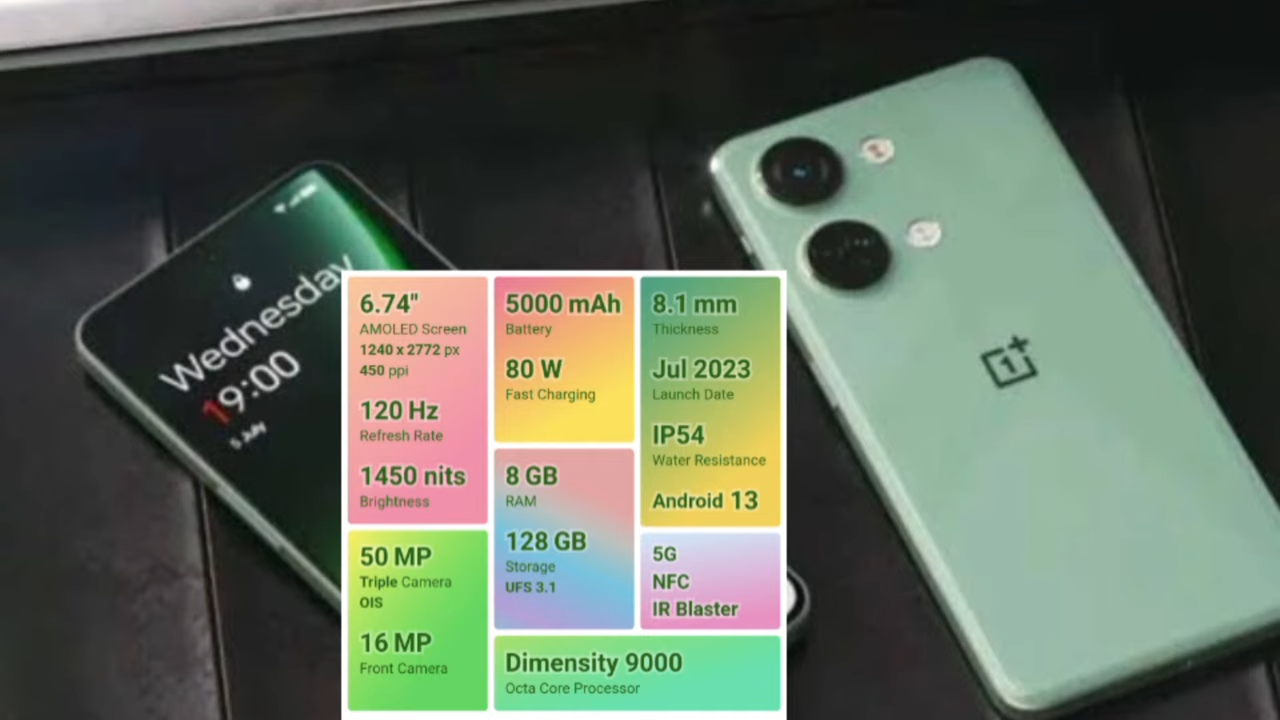 Wednesday
19:00
5 July
6.74"
AMOLED Screen
1240 x 2772 px
450 ppi
120 Hz
Refresh Rate
1450 nits
Brightness
50 MP
Triple Camera
OIS
16 MP
Front Camera
5000 mAh
Battery
80 W
Fast Charging
8 GB
RAM
128 GB
Storage
UFS 3.1
8.1 mm
Thickness
Jul 2023
Launch Date
IP54
Water Resistance
Android 13
5G
NFC
IR Blaster
Dimensity 9000
Octa Core Processor
1+